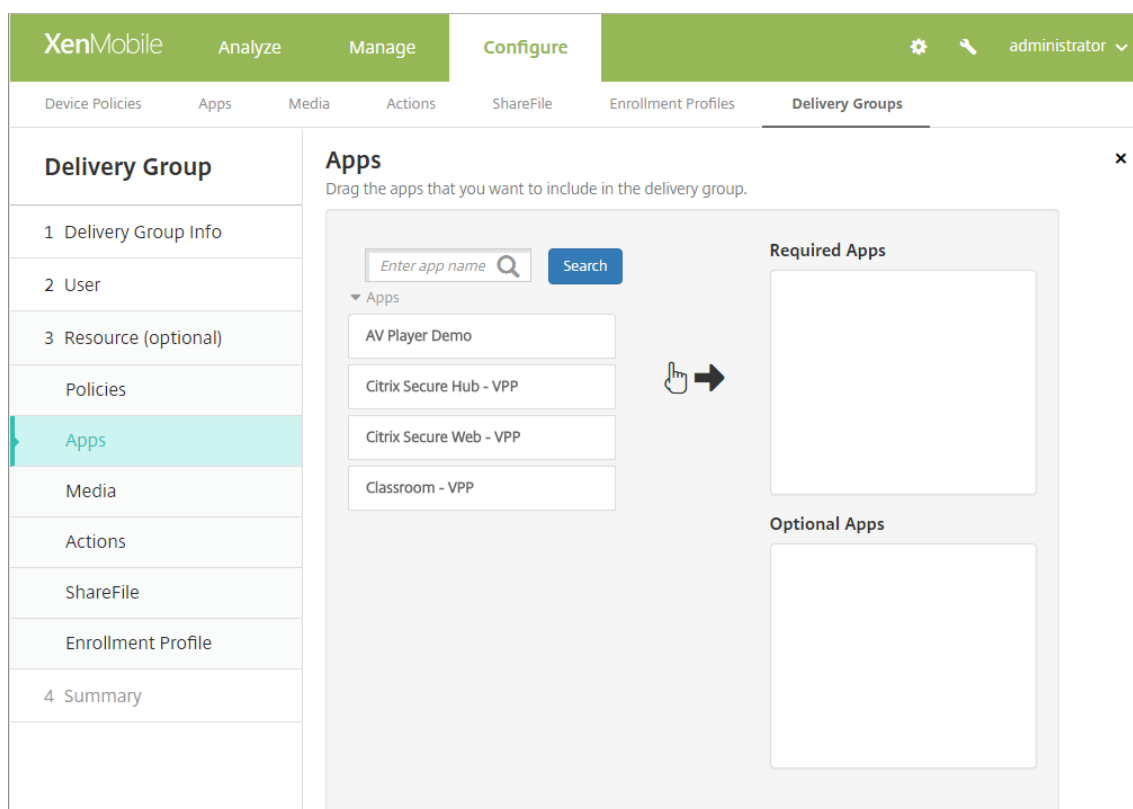 XenMobile Analyze Manage Configure administrator
Device Policies Apps Media Actions ShareFile Enrollment Profiles Delivery Groups
Delivery Group
1 Delivery Group Info
2 User
3 Resource (optional)
Policies
Apps
Media
Actions
ShareFile
Enrollment Profile
4 Summary
Apps
Drag the apps that you want to include in the delivery group.
Enter app name Search
Apps
AV Player Demo
Citrix Secure Hub - VPP
Citrix Secure Web - VPP
Classroom - VPP
Required Apps
Optional Apps